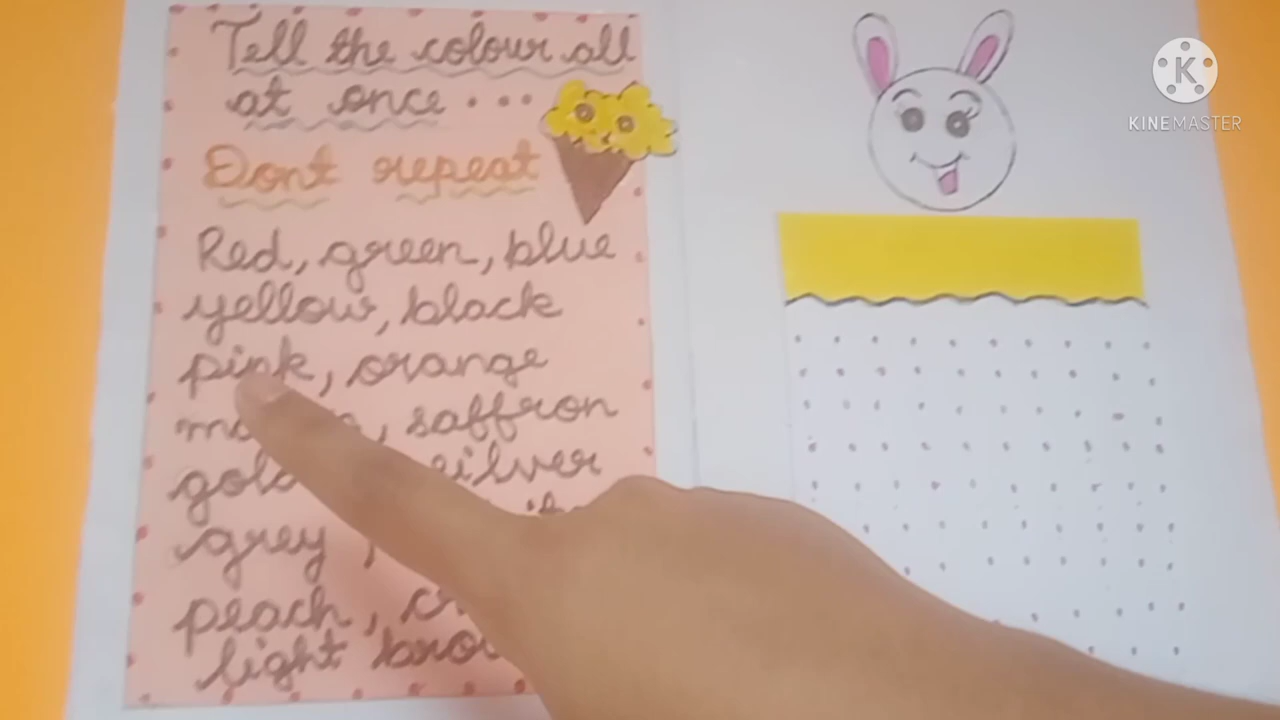 Tell the colour all
at once ...
Dont repeat
Red, green, blue
yellow, black
pink, orange
saffron
silver
grey
peach,
light
KINEMASTER